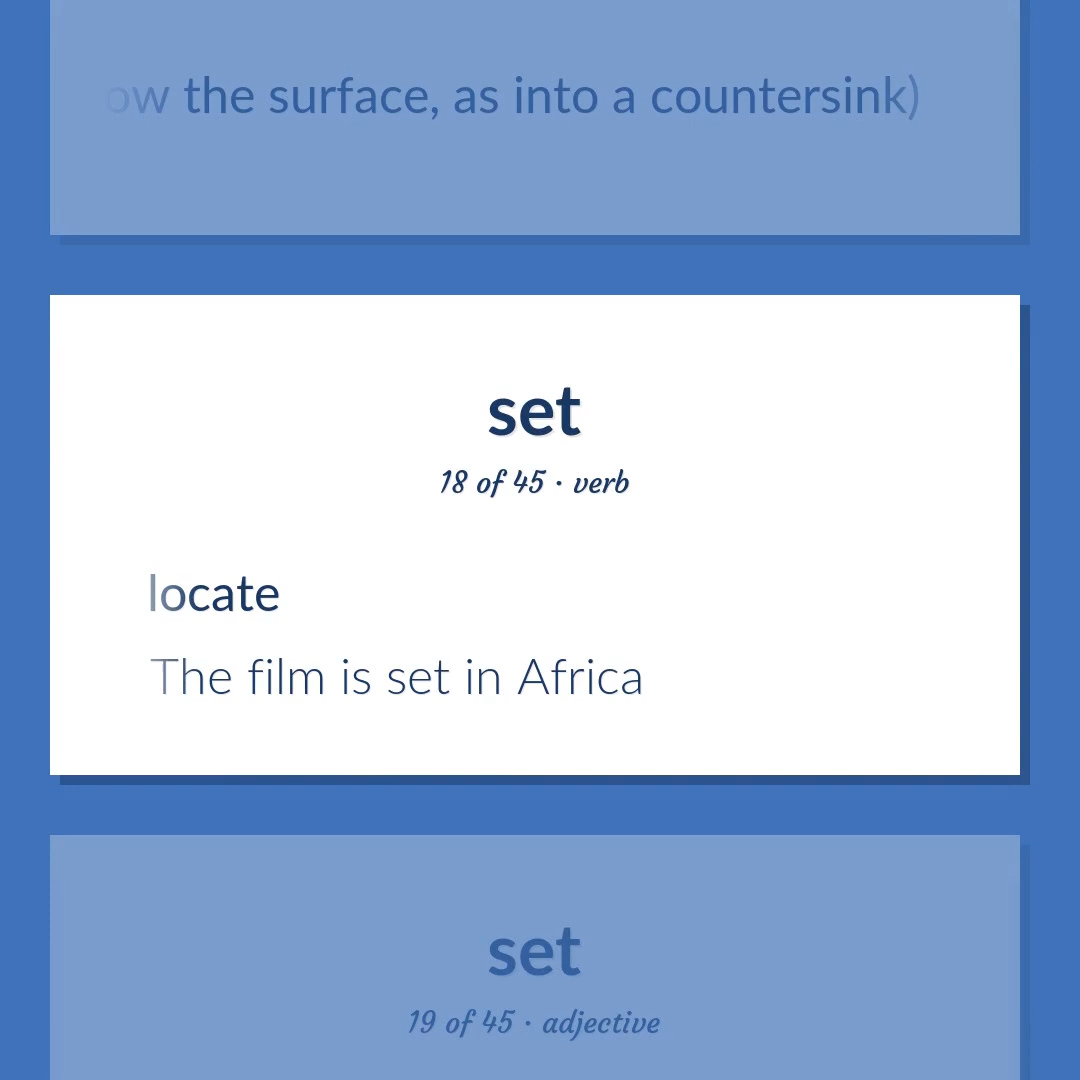 ow the surface, as into a countersink)
set
18 of 45 · verb
locate
The film is set in Africa
set
19 of 45 · adjective